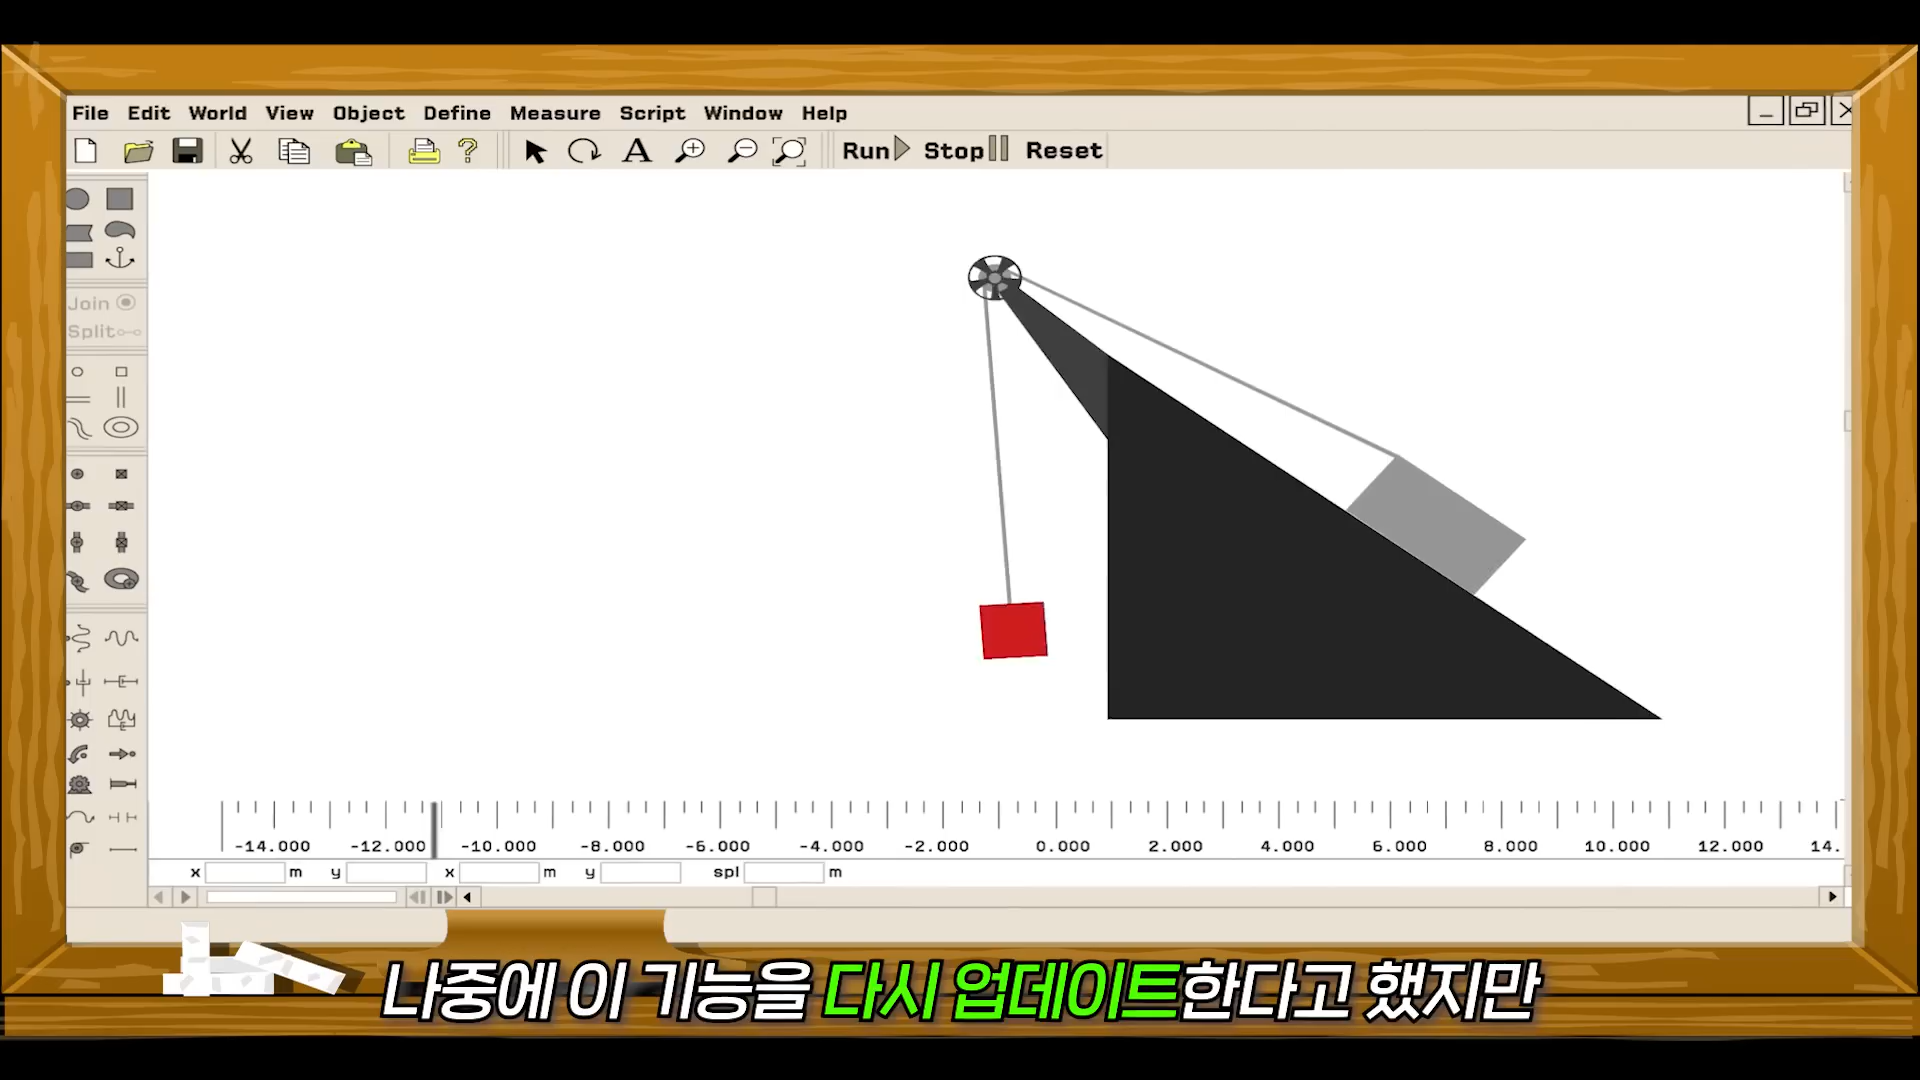 File Edit World View Object Define Measure Script Window Help
A Run Stop Reset
Join
Split
-14.000 -12.000 -10.000 -8.000 -6.000 -4.000 -2.000 0.000 2.000 4.000 6.000 8.000 10.000 12.000 14.
x m y x m y spl m
나중에 이 기능을 다시 업데이트한다고 했지만